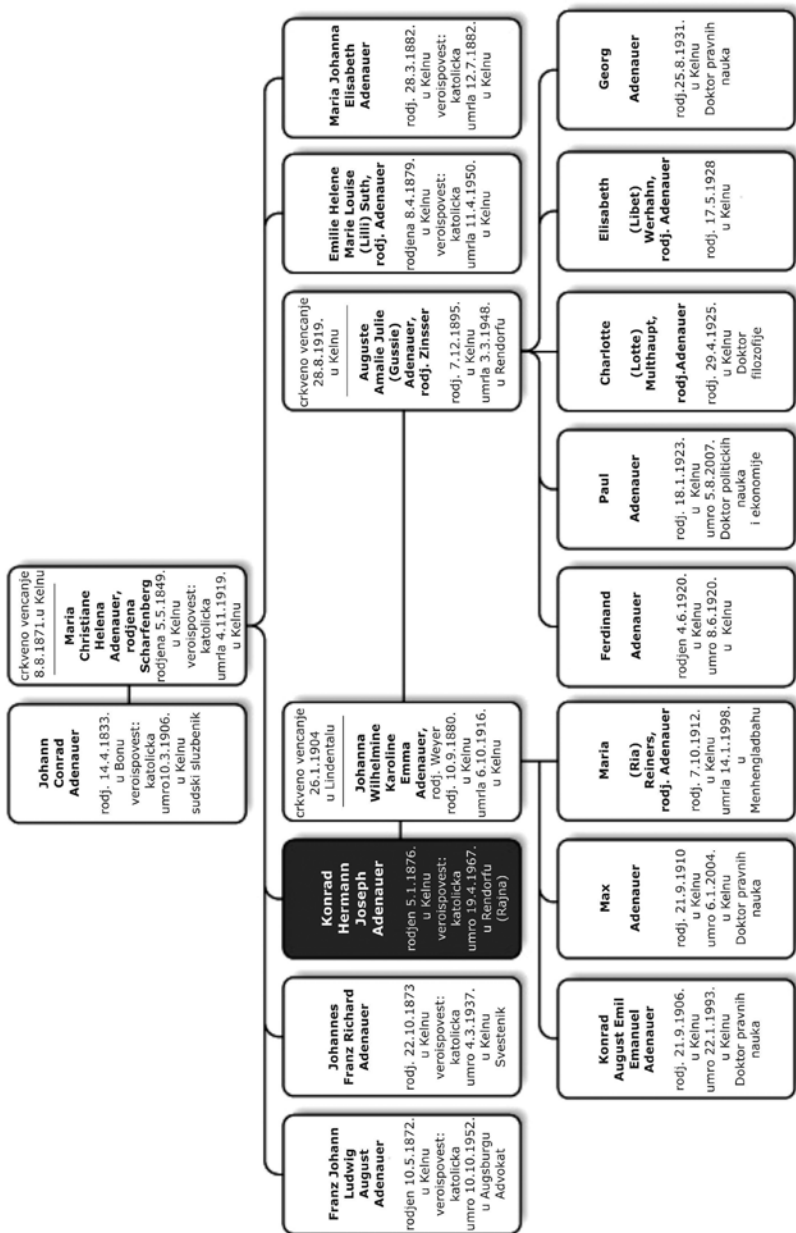 Johann
Conrad
Adenauer
rodj. 14.4.1833.
u Bonu
veroispovest:
katolicka
umro10.3.1906.
u Kelnu
sudski sluzbenik
crkveno vencanje
8.8.1871.u Kelnu
Maria
Christiane
Helena
Adenauer,
rodjena
Scharfenberg
rodjena 5.5.1849.
u Kelnu
veroispovest:
katolicka
umrla 4.11.1919.
u Kelnu
Franz Johann
Ludwig
August
Adenauer
rodjen 10.5.1872.
u Kelnu
veroispovest:
katolicka
umro 10.10.1952.
u Augsburgu
Advokat
Johannes
Franz Richard
Adenauer
rodj. 22.10.1873
u Kelnu
veroispovest:
katolicka
umro 4.3.1937.
u Kelnu
Svestenik
Konrad
Hermann
Joseph
Adenauer
rodjen 5.1.1876.
u Kelnu
veroispovest:
katolicka
umro 19.4.1967.
u Rendorfu
(Rajna)
crkveno vencanje
26.1.1904
u Lindentalu
Johanna
Wilhelmine
Karoline
Emma
Adenauer,
rodj. Weyer
rodj. 10.9.1880.
u Kelnu
umrla 6.10.1916.
u Kelnu
crkveno vencanje
28.8.1919.
u Kelnu
Auguste
Amalie Julie
(Gussie)
Adenauer,
rodj. Zinsser
rodj. 7.12.1895.
u Kelnu
umrla 3.3.1948.
u Rendorfu
Emilie Helene
Marie Louise
(Lilli) Suth,
rodj. Adenauer
rodjena 8.4.1879.
u Kelnu
veroispovest:
katolicka
umrla 11.4.1950.
u Kelnu
Maria Johanna
Elisabeth
Adenauer
rodj. 28.3.1882.
u Kelnu
veroispovest:
katolicka
umrla 12.7.1882.
u Kelnu
Konrad
August Emil
Emanuel
Adenauer
rodj. 21.9.1906.
u Kelnu
umro 22.1.1993.
u Kelnu
Doktor pravnih
nauka
Max
Adenauer
rodj. 21.9.1910
u Kelnu
umro 6.1.2004.
u Kelnu
Doktor pravnih
nauka
Maria
(Ria)
Reiners,
rodj. Adenauer
rodj. 7.10.1912.
u Kelnu
umrla 14.1.1998.
u
Menhengladbahu
Ferdinand
Adenauer
rodjen 4.6.1920.
u Kelnu
umro 8.6.1920.
u Kelnu
Paul
Adenauer
rodj. 18.1.1923.
u Kelnu
umro 5.8.2007.
Doktor politickih
nauka
i ekonomije
Charlotte
(Lotte)
Multhaupt,
rodj.Adenauer
rodj. 29.4.1925.
u Kelnu
Doktor
filozofije
Elisabeth
(Libet)
Werhahn,
rodj. Adenauer
rodj. 17.5.1928
u Kelnu
Georg
Adenauer
rodj.25.8.1931.
u Kelnu
Doktor pravnih
nauka